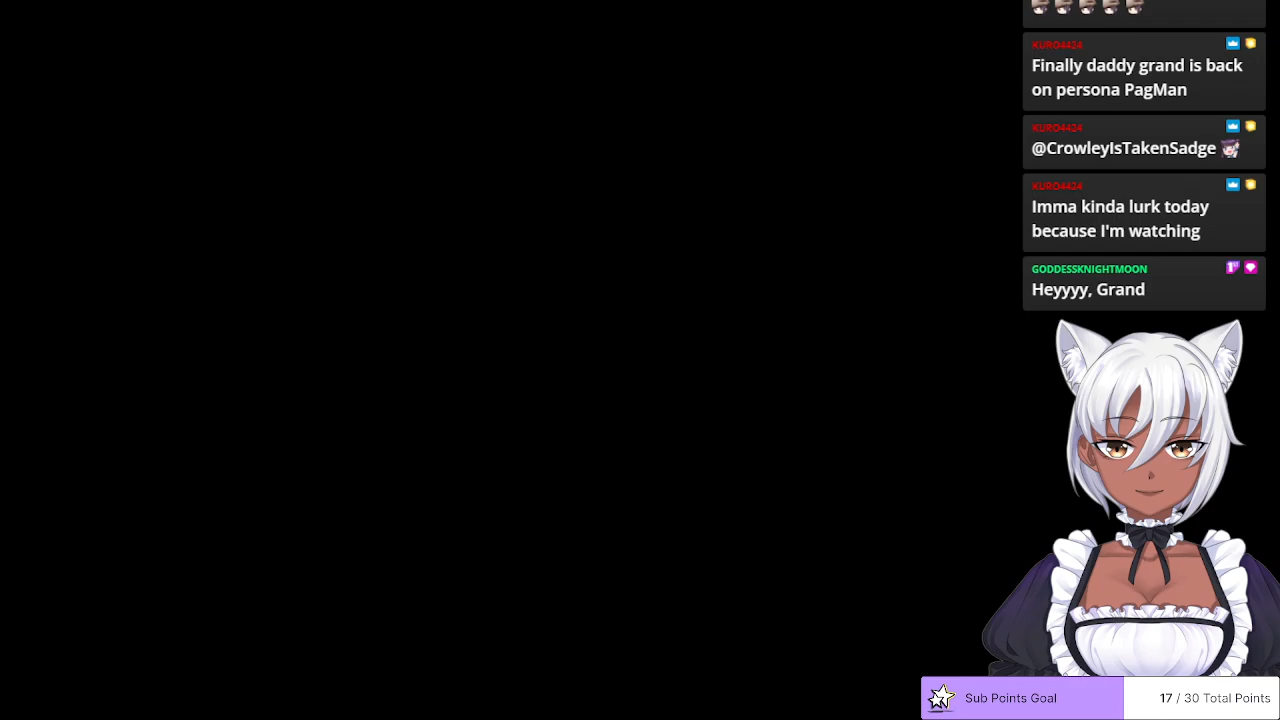 KURO4424
Finally daddy grand is back
on persona PagMan
KURO4424
@CrowleyIsTakenSadge
KURO4424
Imma kinda lurk today
because I'm watching
GODDESSKNIGHTMOON
Heyyyy, Grand
Sub Points Goal
17 / 30 Total Points